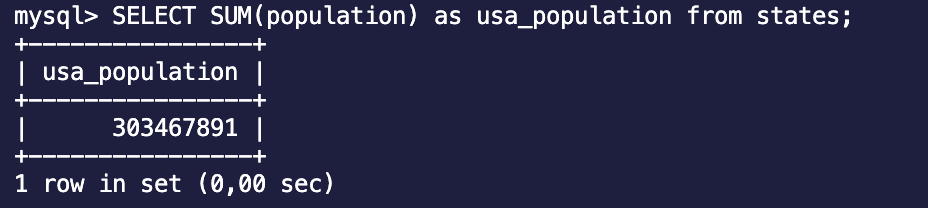 mysql> SELECT SUM(population) as usa_population from states;
+----------------+
| usa_population |
+----------------+
|      303467891 |
+----------------+
1 row in set (0,00 sec)